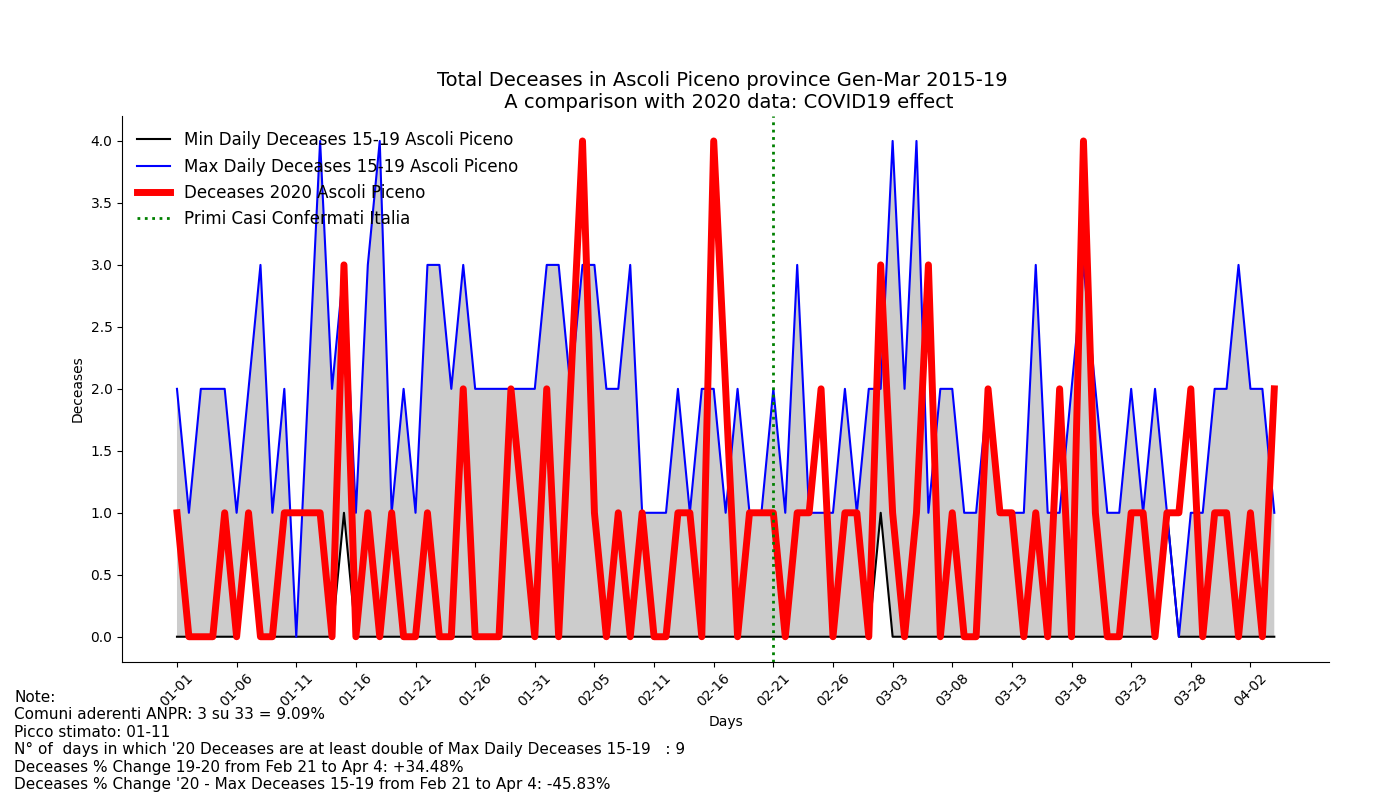 Total Deceases in Ascoli Piceno province Gen-Mar 2015-19
A comparison with 2020 data: COVID19 effect
Min Daily Deceases 15-19 Ascoli Piceno
Max Daily Deceases 15-19 Ascoli Piceno
Deceases 2020 Ascoli Piceno
Primi Casi Confermati Italia
4.0
3.5
3.0
2.5
2.0
1.5
1.0
0.5
0.0
Deceases
01-01
01-06
01-11
01-16
01-21
01-26
01-31
02-05
02-11
02-16
02-21
02-26
03-03
03-08
03-13
03-18
03-23
03-28
04-02
Days
Note:
Comuni aderenti ANPR: 3 su 33 = 9.09%
Picco stimato: 01-11
N° of  days in which '20 Deceases are at least double of Max Daily Deceases 15-19   : 9
Deceases % Change 19-20 from Feb 21 to Apr 4: +34.48%
Deceases % Change '20 - Max Deceases 15-19 from Feb 21 to Apr 4: -45.83%